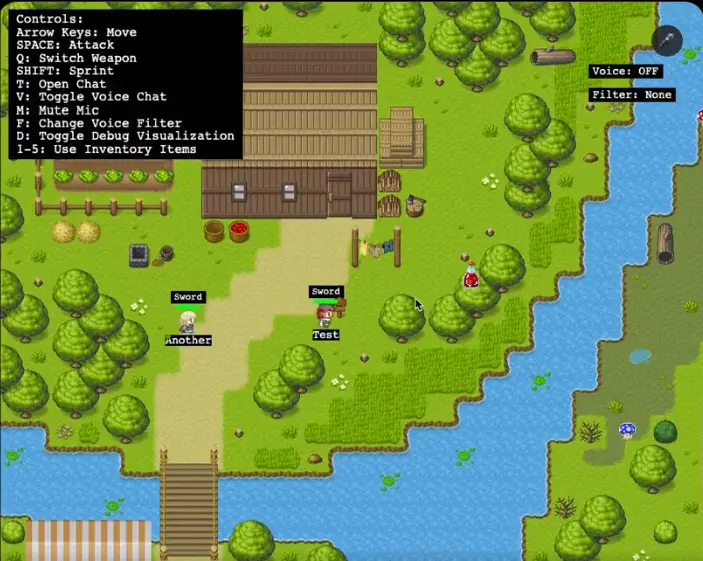 Controls:
Arrow Keys: Move
SPACE: Attack
Q: Switch Weapon
SHIFT: Sprint
T: Open Chat
V: Toggle Voice Chat
M: Mute Mic
F: Change Voice Filter
D: Toggle Debug Visualization
1-5: Use Inventory Items
Voice: OFF
Filter: None
Sword
Another
Sword
Test